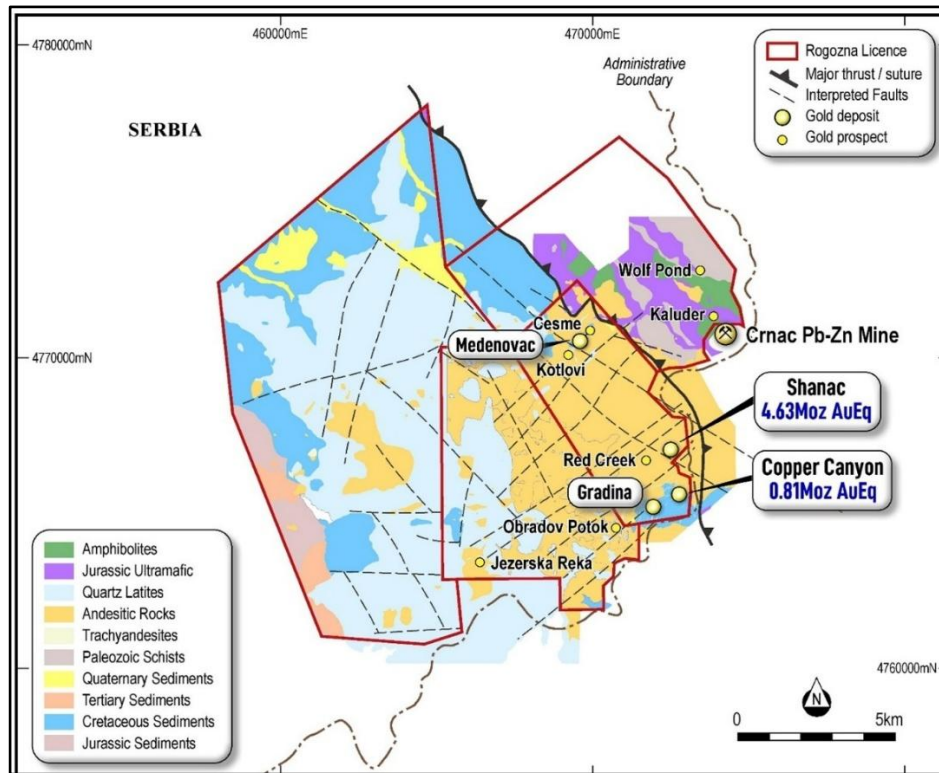 460000mE
470000mE
4780000mN
Administrative
Boundary
Rogozna Licence
Major thrust / suture
Interpreted Faults
Gold deposit
Gold prospect
SERBIA
Wolf Pond
Kaluder
Cesme
Medenovac
Kotlovi
Crnac Pb-Zn Mine
4770000mN
Shanac
4.63Moz AuEq
Red Creek
Copper Canyon
0.81Moz AuEq
Gradina
Obradov Potok
Jezerska Reka
Amphibolites
Jurassic Ultramafic
Quartz Latites
Andesitic Rocks
Trachyandesites
Paleozoic Schists
Quaternary Sediments
Tertiary Sediments
Cretaceous Sediments
Jurassic Sediments
4760000mN
N
0 5km